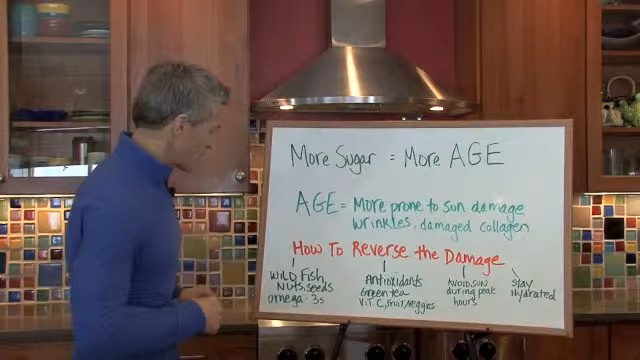 More Sugar = More AGE
AGE = More prone to sun damage
wrinkles, damaged collagen
How To Reverse the Damage
Wild Fish
Nuts, seeds
Omega-3s
Antioxidants
Green tea
Vit C, fruit, veggies
Avoid sun
during peak
hours
Stay
Hydrated